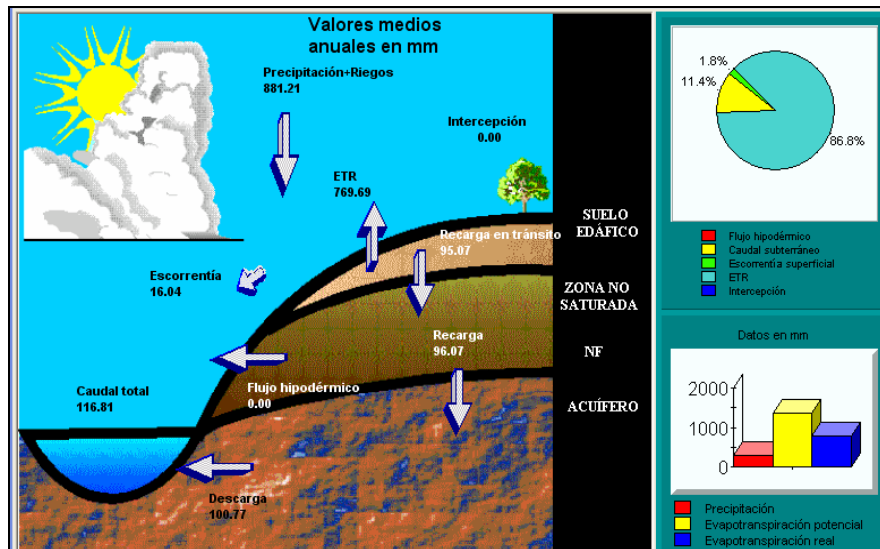 Valores medios
anuales en mm
Precipitación+Riegos
881.21
Intercepción
0.00
ETR
769.69
SUELO
EDÁFICO
Recarga en tránsito
95.07
Escorrentía
16.04
ZONA NO
SATURADA
Recarga
96.07
NF
Flujo hipodérmico
0.00
Caudal total
116.81
ACUÍFERO
Descarga
100.77
1.8%
11.4%
86.8%
Flujo hipodérmico
Caudal subterráneo
Escorrentía superficial
ETR
Intercepción
Datos en mm
2000
1000
0
Precipitación
Evapotranspiración potencial
Evapotranspiración real